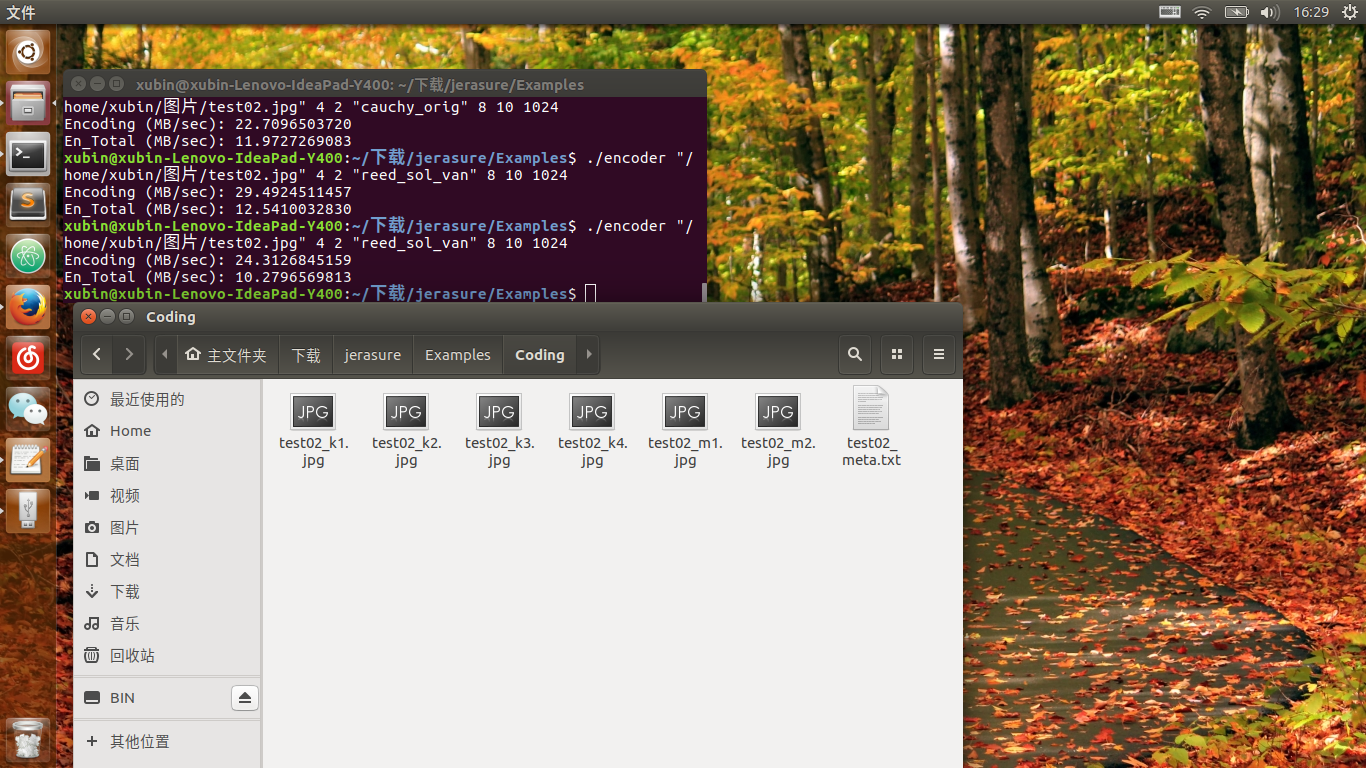 文件
16:29
xubin@xubin-Lenovo-IdeaPad-Y400: ~/下载/jerasure/Examples
home/xubin/图片/test02.jpg" 4 2 "cauchy_orig" 8 10 1024
Encoding (MB/sec): 22.7096503720
En_Total (MB/sec): 11.9727269083
xubin@xubin-Lenovo-IdeaPad-Y400:~/下载/jerasure/Examples$ ./encoder "/
home/xubin/图片/test02.jpg" 4 2 "reed_sol_van" 8 10 1024
Encoding (MB/sec): 29.4924511457
En_Total (MB/sec): 12.5410032830
xubin@xubin-Lenovo-IdeaPad-Y400:~/下载/jerasure/Examples$ ./encoder "/
home/xubin/图片/test02.jpg" 4 2 "reed_sol_van" 8 10 1024
Encoding (MB/sec): 24.3126845159
En_Total (MB/sec): 10.2796569813
xubin@xubin-Lenovo-IdeaPad-Y400:~/下载/jerasure/Examples$
Coding
主文件夹 下载 jerasure Examples Coding
最近使用的
Home
桌面
视频
图片
文档
下载
音乐
回收站
BIN
其他位置
JPG JPG JPG JPG JPG JPG
test02_k1. test02_k2. test02_k3. test02_k4. test02_m1. test02_m2. test02_
jpg jpg jpg jpg jpg jpg meta.txt